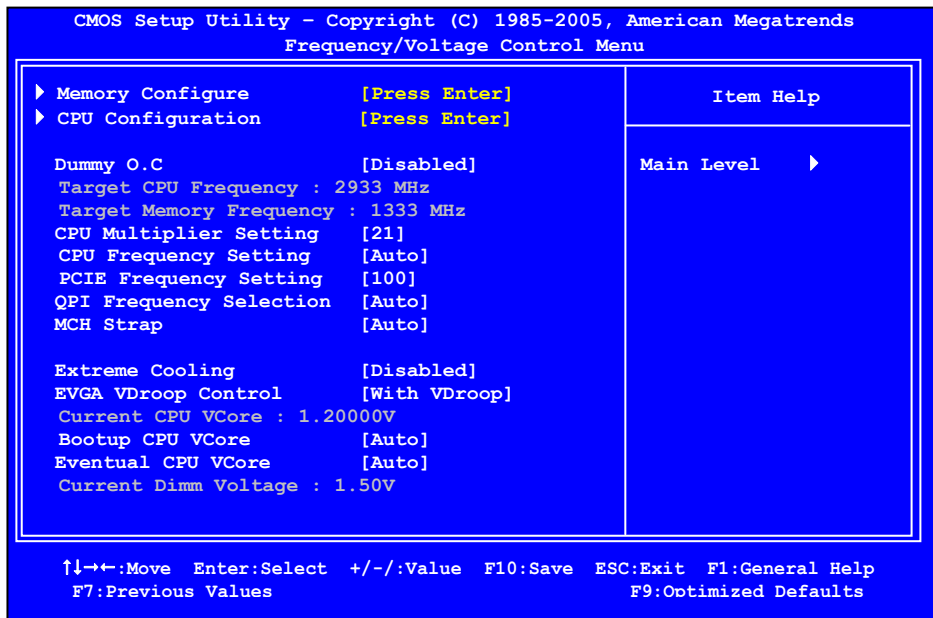 CMOS Setup Utility – Copyright (C) 1985-2005, American Megatrends
Frequency/Voltage Control Menu
Memory Configure [Press Enter]
CPU Configuration [Press Enter]
Item Help
Dummy O.C [Disabled]
Main Level
Target CPU Frequency : 2933 MHz
Target Memory Frequency : 1333 MHz
CPU Multiplier Setting [21]
CPU Frequency Setting [Auto]
PCIE Frequency Setting [100]
QPI Frequency Selection [Auto]
MCH Strap [Auto]
Extreme Cooling [Disabled]
EVGA VDroop Control [With VDroop]
Current CPU VCore : 1.20000V
Bootup CPU VCore [Auto]
Eventual CPU VCore [Auto]
Current Dimm Voltage : 1.50V
↑↓→←:Move Enter:Select +/-/:Value F10:Save ESC:Exit F1:General Help
F7:Previous Values F9:Optimized Defaults